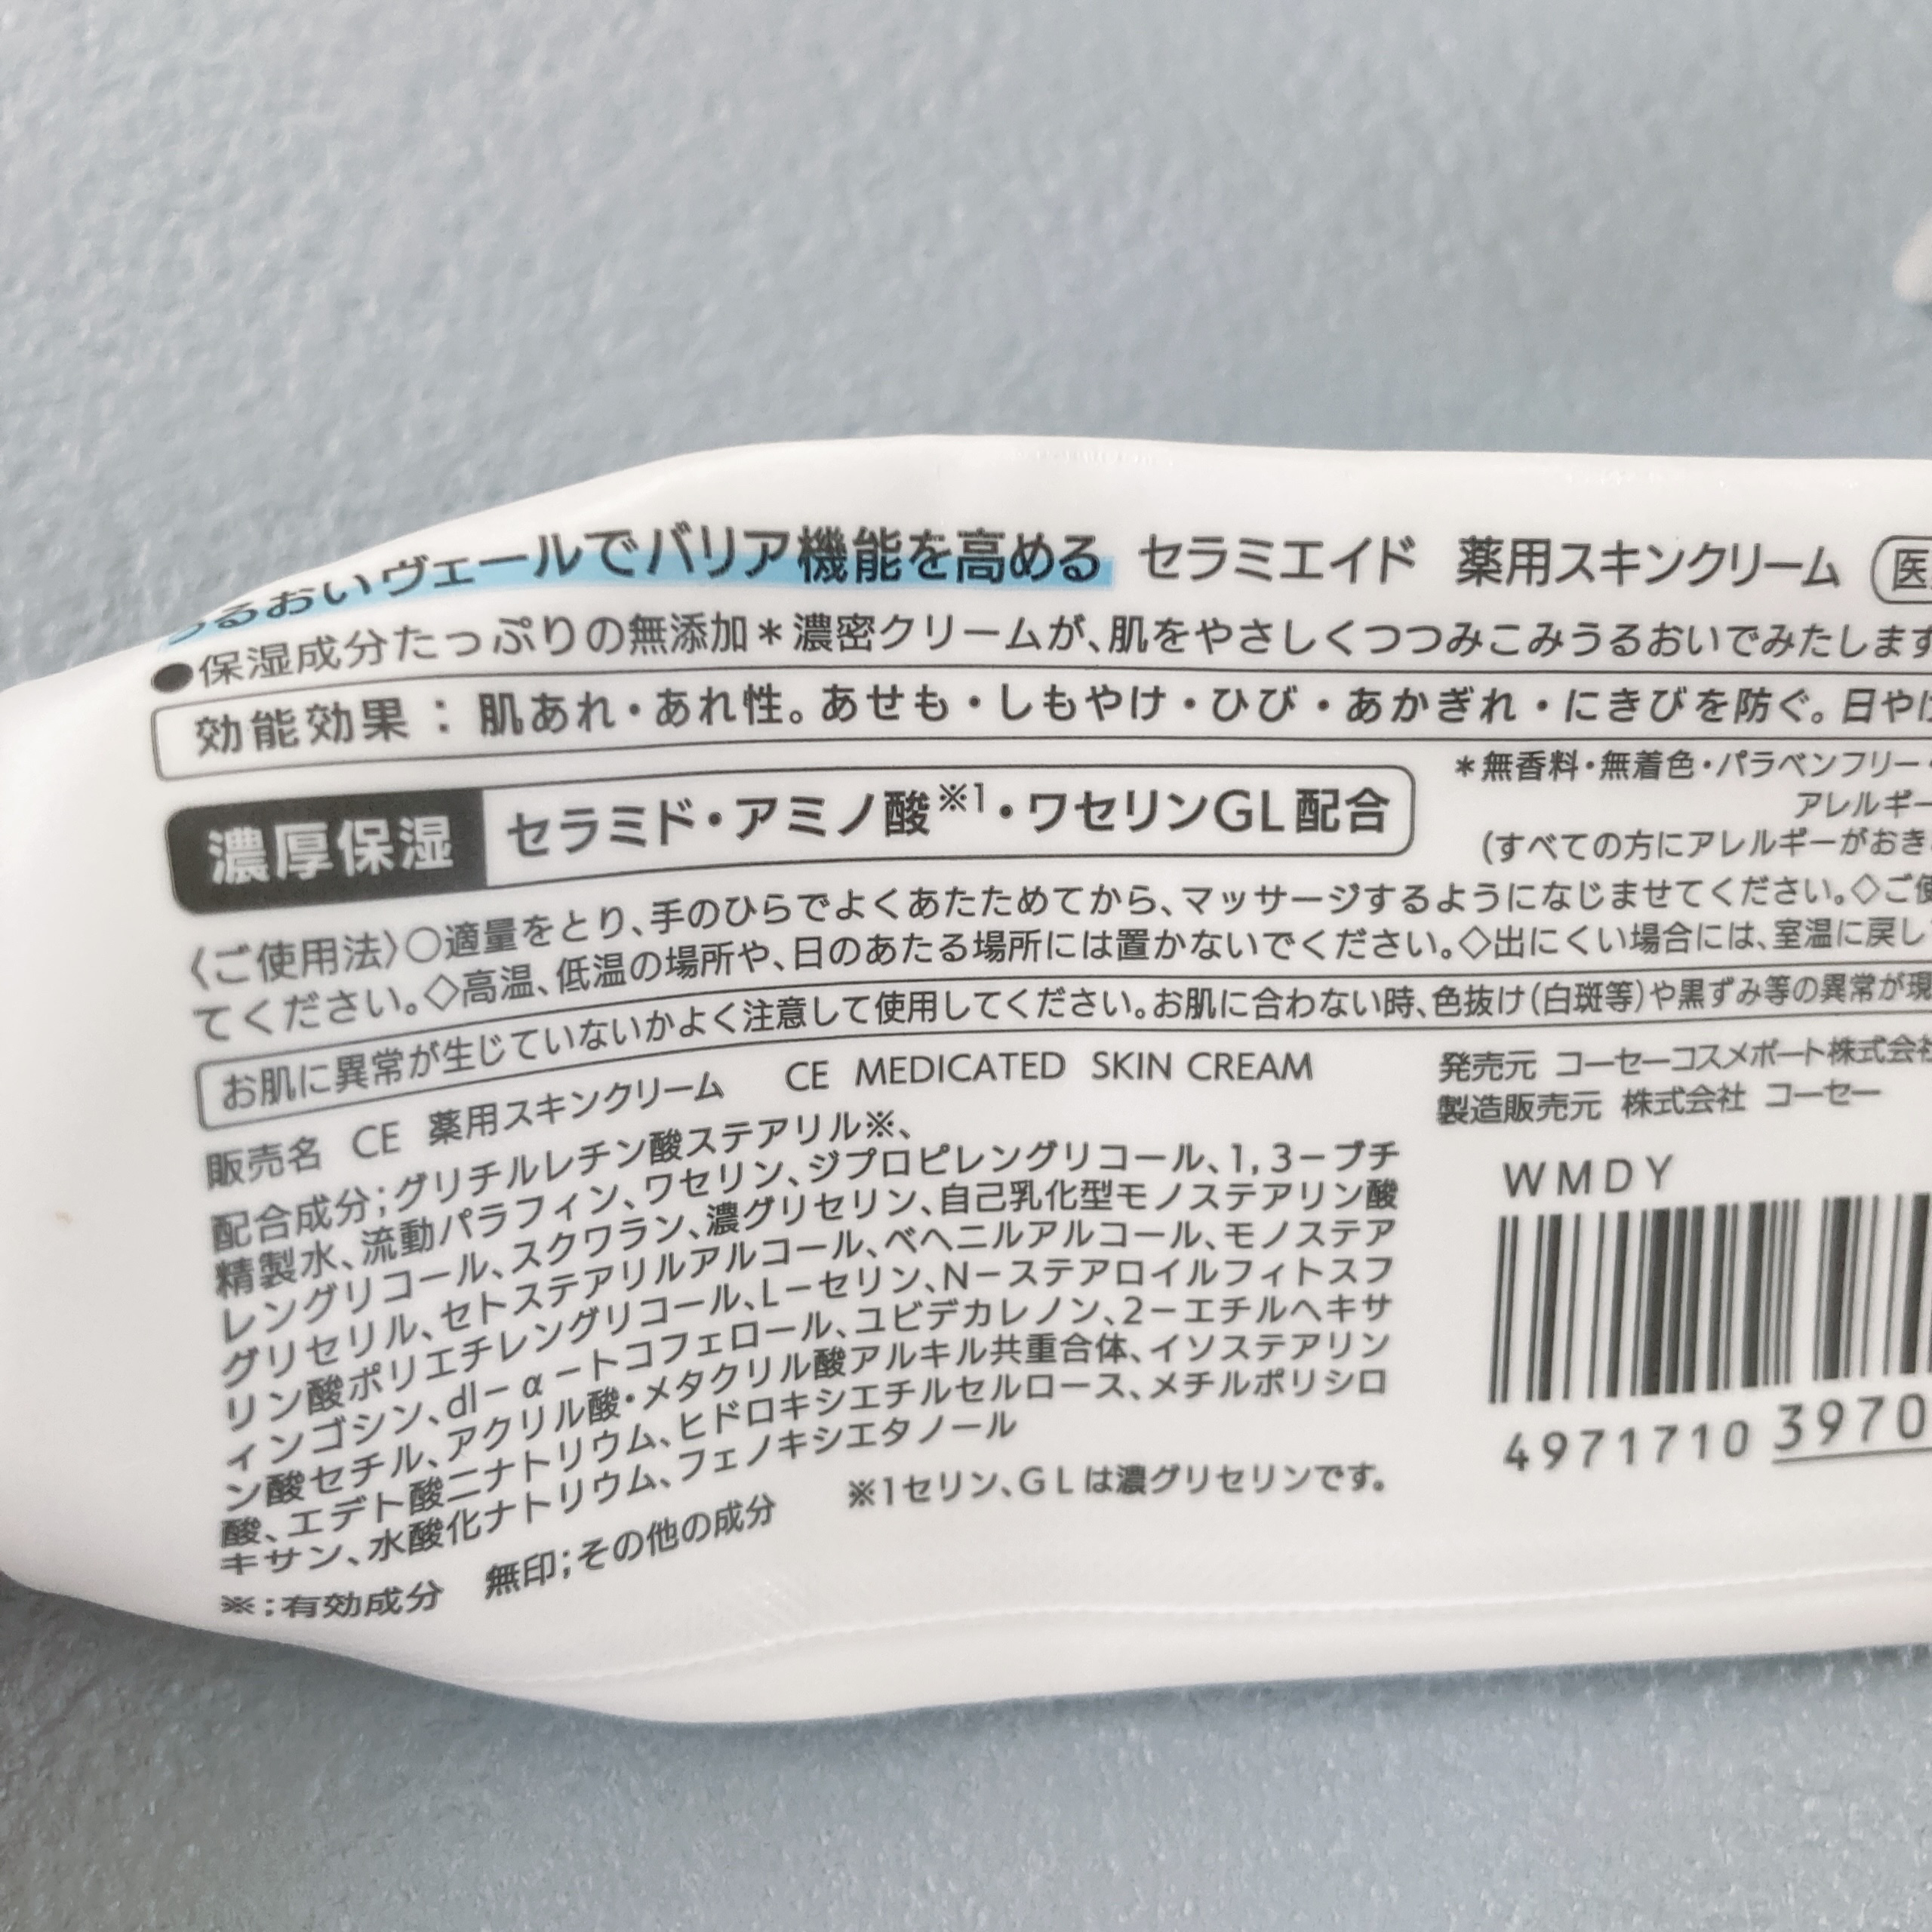 うるおいヴェールでバリア機能を高める セラミエイド 薬用スキンクリーム 医
●保湿成分たっぷりの無添加＊濃密クリームが、肌をやさしくつつみこみうるおいでみたします
効能効果：肌あれ・あれ性。あせも・しもやけ・ひび・あかぎれ・にきびを防ぐ。日やけ
＊無香料・無着色・パラベンフリー・
アレルギー
(すべての方にアレルギーがおき
濃厚保湿 セラミド・アミノ酸※1・ワセリンGL配合
〈ご使用法〉○適量をとり、手のひらでよくあたためてから、マッサージするようになじませてください。◇ご使
てください。◇高温、低温の場所や、日のあたる場所には置かないでください。◇出にくい場合には、室温に戻し
お肌に異常が生じていないかよく注意して使用してください。お肌に合わない時、色抜け(白斑等)や黒ずみ等の異常が現
販売名 CE 薬用スキンクリーム CE MEDICATED SKIN CREAM
配合成分；グリチルレチン酸ステアリル※、
精製水、流動パラフィン、ワセリン、ジプロピレングリコール、1,3－ブチ
レングリコール、スクワラン、濃グリセリン、自己乳化型モノステアリン酸
グリセリル、セトステアリルアルコール、ベヘニルアルコール、モノステア
リン酸ポリエチレングリコール、L－セリン、N－ステアロイルフィトスフ
ィンゴシン、dl－α－トコフェロール、ユビデカレノン、2－エチルヘキサ
ン酸セチル、アクリル酸・メタクリル酸アルキル共重合体、イソステアリン
酸、エデト酸二ナトリウム、ヒドロキシエチルセルロース、メチルポリシロ
キサン、水酸化ナトリウム、フェノキシエタノール
※：有効成分 無印；その他の成分 ※1セリン、GLは濃グリセリンです。
発売元 コーセーコスメポート株式会社
製造販売元 株式会社 コーセー
WMDY
4971710 3970